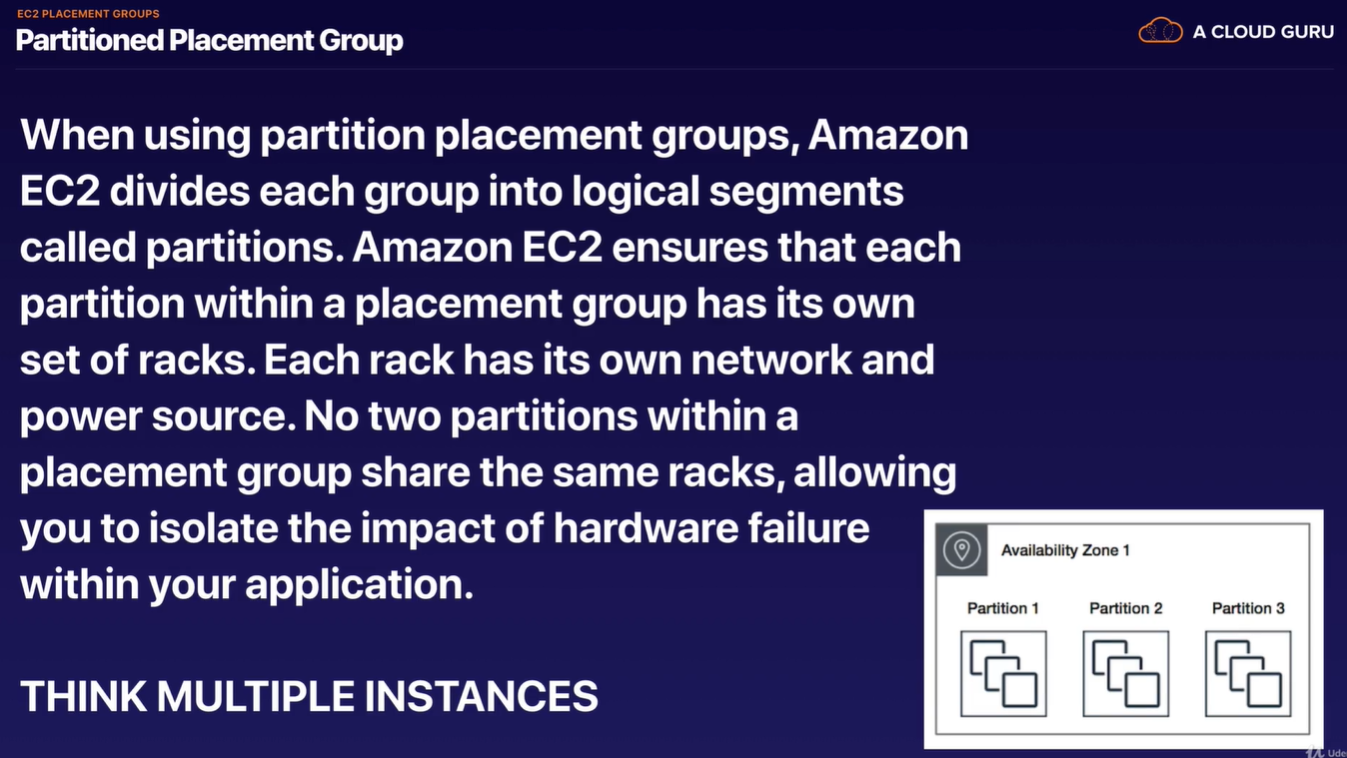 EC2 PLACEMENT GROUPS
Partitioned Placement Group
A CLOUD GURU
When using partition placement groups, Amazon
EC2 divides each group into logical segments
called partitions. Amazon EC2 ensures that each
partition within a placement group has its own
set of racks. Each rack has its own network and
power source. No two partitions within a
placement group share the same racks, allowing
you to isolate the impact of hardware failure
within your application.
THINK MULTIPLE INSTANCES
Availability Zone 1
Partition 1 Partition 2 Partition 3